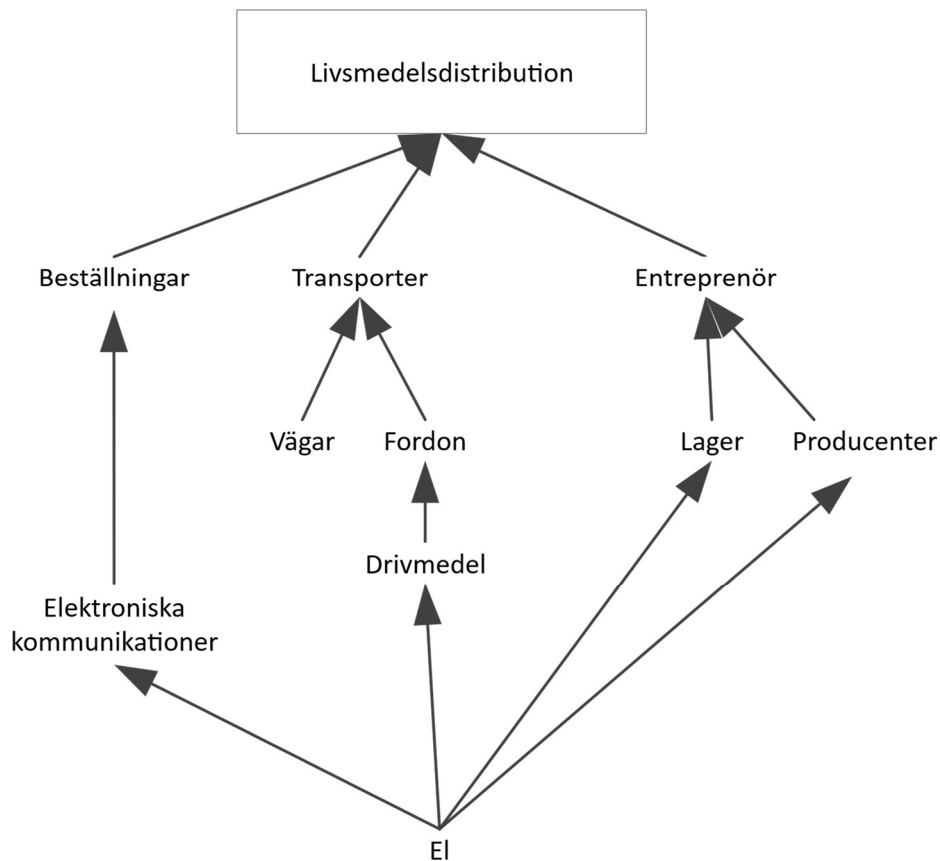 Livsmedelsdistribution
Beställningar
Transporter
Entreprenör
Vägar
Fordon
Lager
Producenter
Drivmedel
Elektroniska
kommunikationer
El